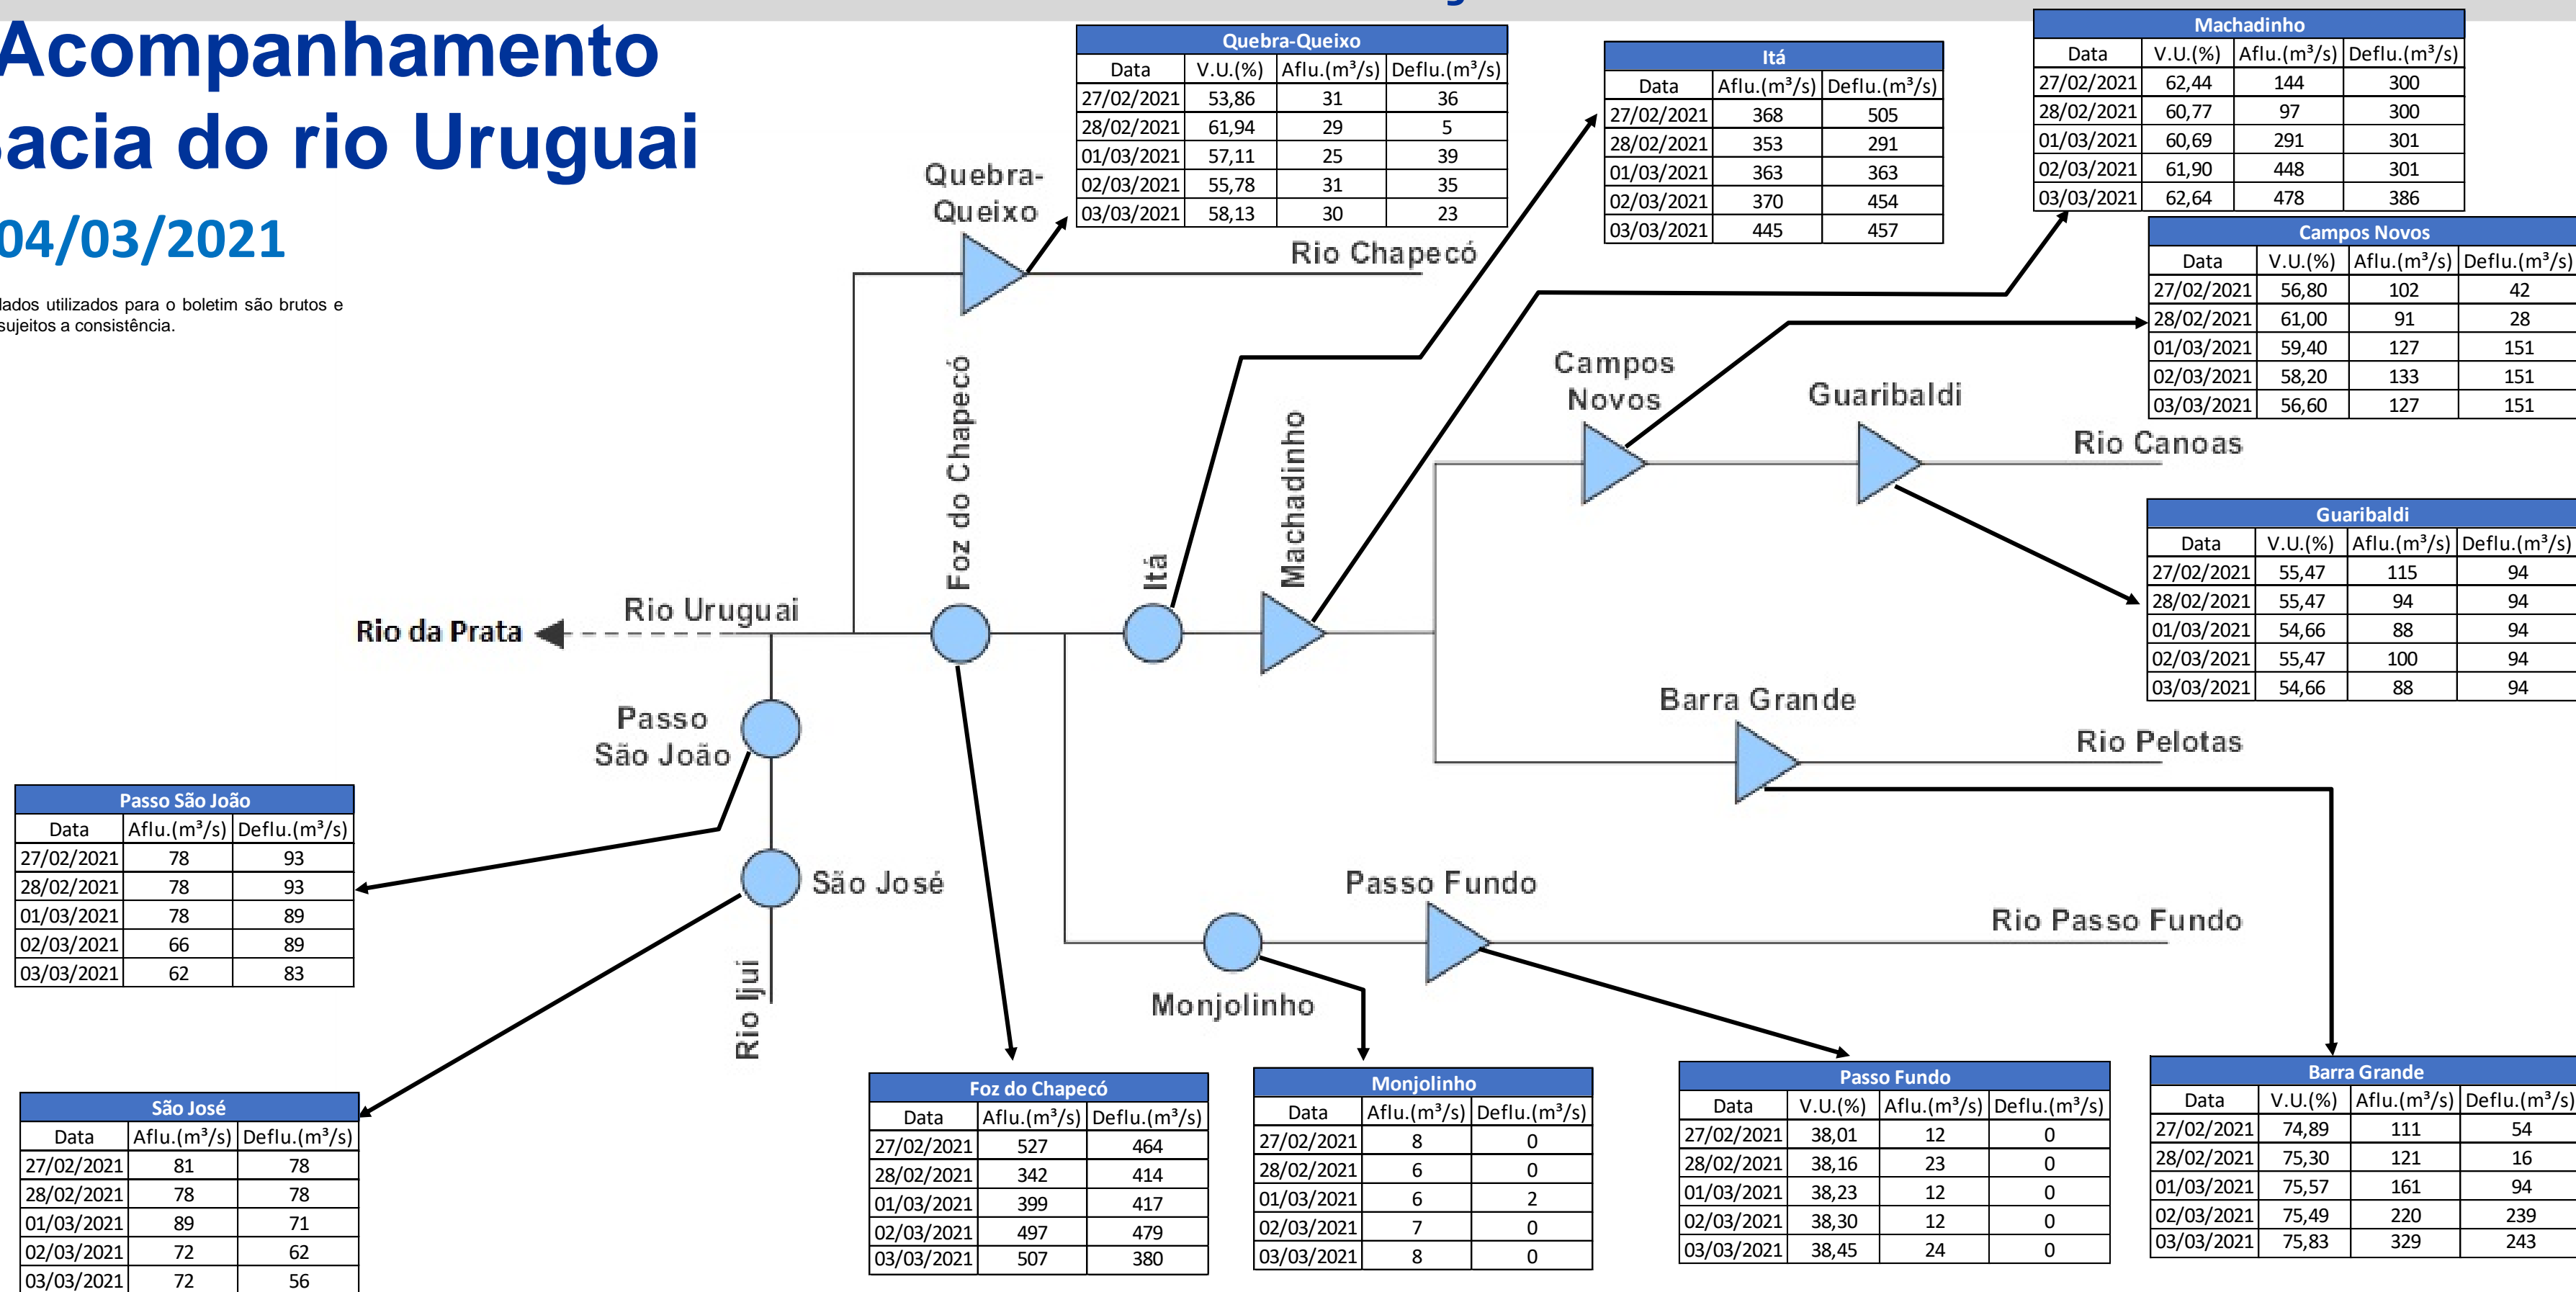 Acompanhamento
acia do rio Uruguai
04/03/2021
dados utilizados para o boletim são brutos e
sujeitos a consistência.
Quebra-Queixo
Data V.U.(%) Aflu.(m³/s) Deflu.(m³/s)
27/02/2021 53,86 31 36
28/02/2021 61,94 29 5
01/03/2021 57,11 25 39
02/03/2021 55,78 31 35
03/03/2021 58,13 30 23
Itá
Data Aflu.(m³/s) Deflu.(m³/s)
27/02/2021 368 505
28/02/2021 353 291
01/03/2021 363 363
02/03/2021 370 454
03/03/2021 445 457
Machadinho
Data V.U.(%) Aflu.(m³/s) Deflu.(m³/s)
27/02/2021 62,44 144 300
28/02/2021 60,77 97 300
01/03/2021 60,69 291 301
02/03/2021 61,90 448 301
03/03/2021 62,64 478 386
Campos Novos
Data V.U.(%) Aflu.(m³/s) Deflu.(m³/s)
27/02/2021 56,80 102 42
28/02/2021 61,00 91 28
01/03/2021 59,40 127 151
02/03/2021 58,20 133 151
03/03/2021 56,60 127 151
Quebra-
Queixo
Rio Chapecó
Foz do Chapecó
Itá
Machadinho
Campos
Novos
Guaribaldi
Rio Canoas
Guaribaldi
Data V.U.(%) Aflu.(m³/s) Deflu.(m³/s)
27/02/2021 55,47 115 94
28/02/2021 55,47 94 94
01/03/2021 54,66 88 94
02/03/2021 55,47 100 94
03/03/2021 54,66 88 94
Rio da Prata
Rio Uruguai
Passo
São João
Barra Grande
Rio Pelotas
São José
Rio Ijuí
Passo Fundo
Rio Passo Fundo
Monjolinho
Passo São João
Data Aflu.(m³/s) Deflu.(m³/s)
27/02/2021 78 93
28/02/2021 78 93
01/03/2021 78 89
02/03/2021 66 89
03/03/2021 62 83
São José
Data Aflu.(m³/s) Deflu.(m³/s)
27/02/2021 81 78
28/02/2021 78 78
01/03/2021 89 71
02/03/2021 72 62
03/03/2021 72 56
Foz do Chapecó
Data Aflu.(m³/s) Deflu.(m³/s)
27/02/2021 527 464
28/02/2021 342 414
01/03/2021 399 417
02/03/2021 497 479
03/03/2021 507 380
Monjolinho
Data Aflu.(m³/s) Deflu.(m³/s)
27/02/2021 8 0
28/02/2021 6 0
01/03/2021 6 2
02/03/2021 7 0
03/03/2021 8 0
Passo Fundo
Data V.U.(%) Aflu.(m³/s) Deflu.(m³/s)
27/02/2021 38,01 12 0
28/02/2021 38,16 23 0
01/03/2021 38,23 12 0
02/03/2021 38,30 12 0
03/03/2021 38,45 24 0
Barra Grande
Data V.U.(%) Aflu.(m³/s) Deflu.(m³/s)
27/02/2021 74,89 111 54
28/02/2021 75,30 121 16
01/03/2021 75,57 161 94
02/03/2021 75,49 220 239
03/03/2021 75,83 329 243